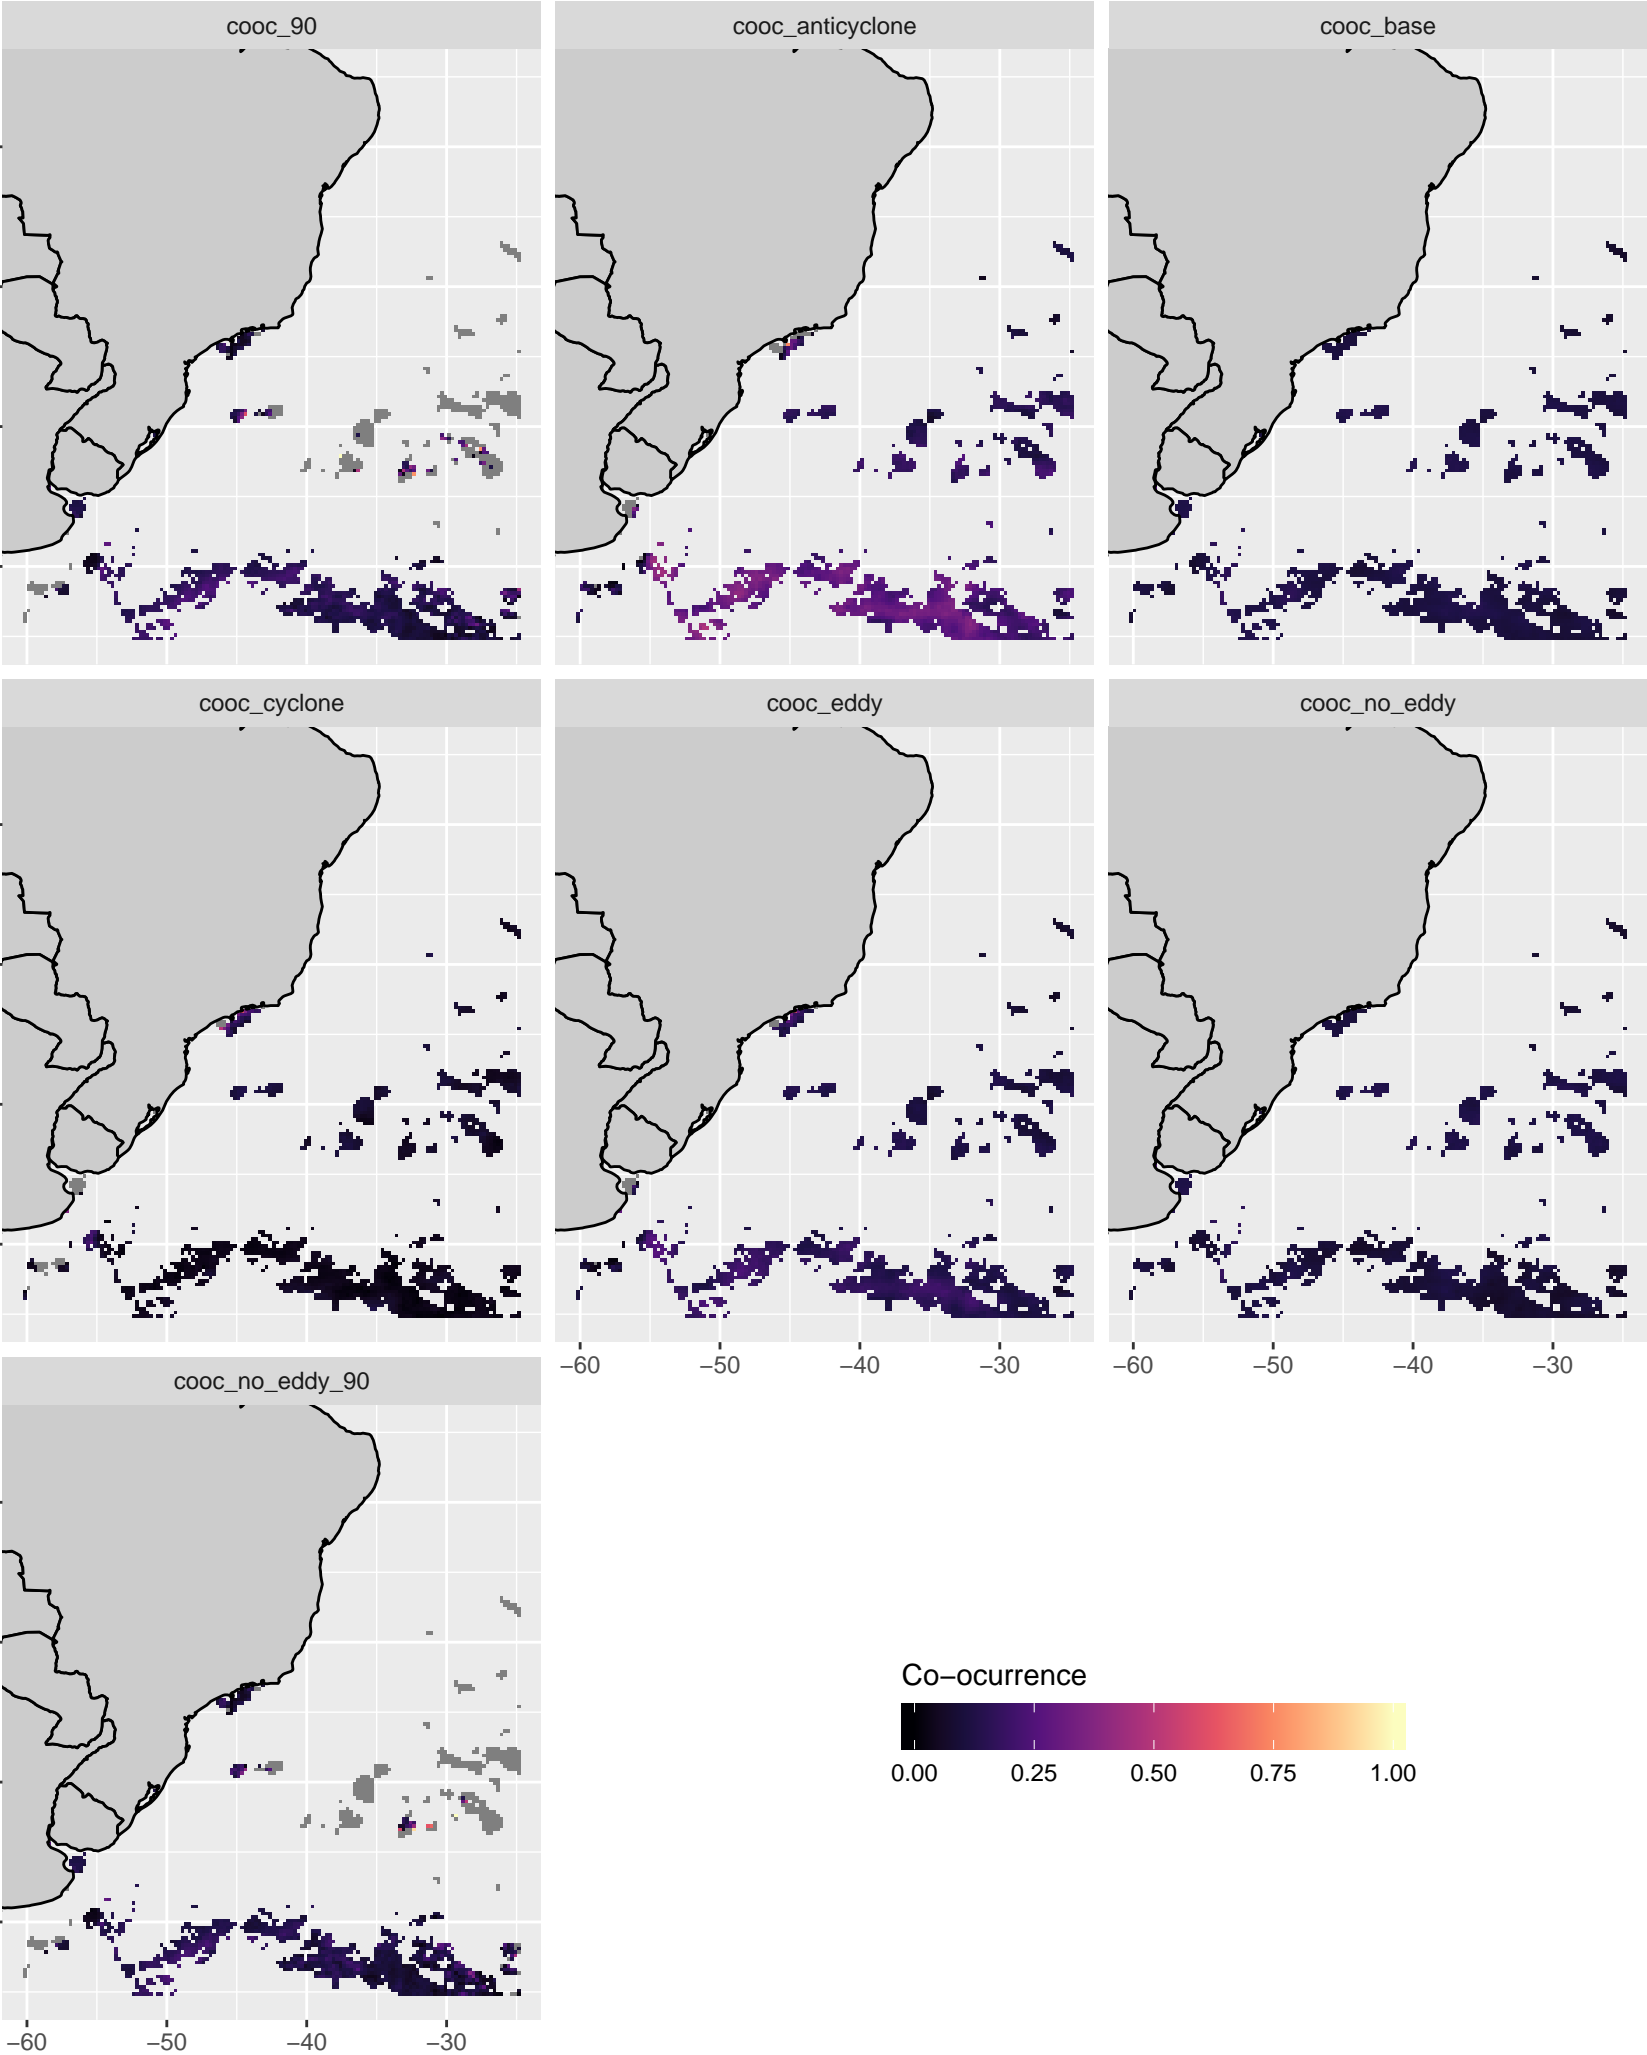 cooc_90 cooc_anticyclone cooc_base
cooc_cyclone cooc_eddy cooc_no_eddy
−60 −50 −40 −30 −60 −50 −40 −30
cooc_no_eddy_90
Co−ocurrence
0.00 0.25 0.50 0.75 1.00
−60 −50 −40 −30